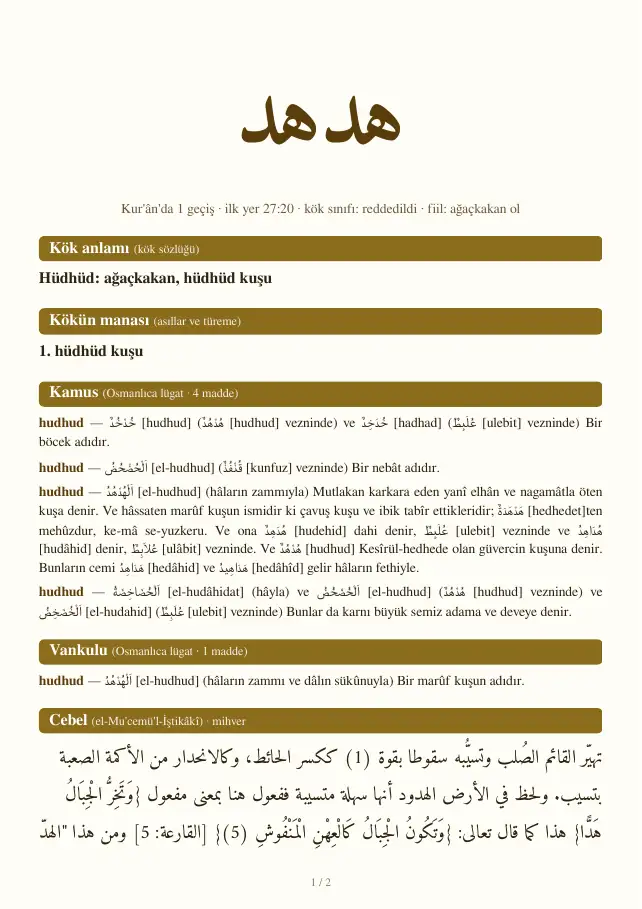 هدهد
Kur'ân'da 1 geçiş · ilk yer 27:20 · kök sınıfı: reddedildi · fiil: ağaçkakan ol
Kök anlamı (kök sözlüğü)
Hüdhüd: ağaçkakan, hüdhüd kuşu
Kökün manası (asıllar ve türeme)
1. hüdhüd kuşu
Kamus (Osmanlıca lügat · 4 madde)
hudhud — خُدْخُدٌ [hudhud] (هُدْهُدٌ [hudhud] vezninde) ve خُدَخِدٌ [hadhad] (عُلَبِطٌ [ulebit] vezninde) Bir
böcek adıdır.
hudhud — اَلْحُضْحُضُ [el-hudhud] (قُنْفُذٌ [kunfuz] vezninde) Bir nebât adıdır.
hudhud — اَلْهُدْهُدُ [el-hudhud] (hâların zammıyla) Mutlakan karkara eden yanî elhân ve nagamâtla öten
kuşa denir. Ve hâssaten marûf kuşun ismidir ki çavuş kuşu ve ibik tabîr ettikleridir; هَدْهَدَةٌ [hedhedet]ten
mehûzdur, ke-mâ se-yuzkeru. Ve ona هُدَهِدٌ [hudehid] dahi denir, عُلَبِطٌ [ulebit] vezninde ve هُدَاهِدٌ
[hudâhid] denir, عُلاَبِطٌ [ulâbit] vezninde. Ve هُدْهُدٌ [hudhud] Kesîrül-hedhede olan güvercin kuşuna denir.
Bunların cemi هَدَاهِدُ [hedâhid] ve هَدَاهِيدُ [hedâhîd] gelir hâların fethiyle.
hudhud — اَلْخُضَاخِضَةُ [el-hudâhidat] (hâyla) ve اَلْخُضْخُضُ [el-hudhud] (هُدْهُدٌ [hudhud] vezninde) ve
اَلْخُضَخِضُ [el-hudahid] (عُلَبِطٌ [ulebit] vezninde) Bunlar da karnı büyük semiz adama ve deveye denir.
Vankulu (Osmanlıca lügat · 1 madde)
hudhud — اَلْهُدْهُدُ [el-hudhud] (hâların zammı ve dâlın sükûnuyla) Bir marûf kuşun adıdır.
Cebel (el-Mu'cemü'l-İştikâkî) · mihver
تهيّر القائم الصُلب وتسيُّبه سقوطا بقوة (1) ككسر الحائط، وكالانحدار من الأكمة الصعبة
بتسيب. ولحظ في الأرض الهدود أنها سهلة متسيبة ففعول هنا بمعنى مفعول {وَتَخِرُّ الْجِبَالُ
هَدًّا} هذا كما قال تعالى: {وَتَكُونُ الْجِبَالُ كَالْعِهْنِ الْمَنْفُوشِ (5)} [القارعة: 5] ومن هذا "الهدّ
1 / 2